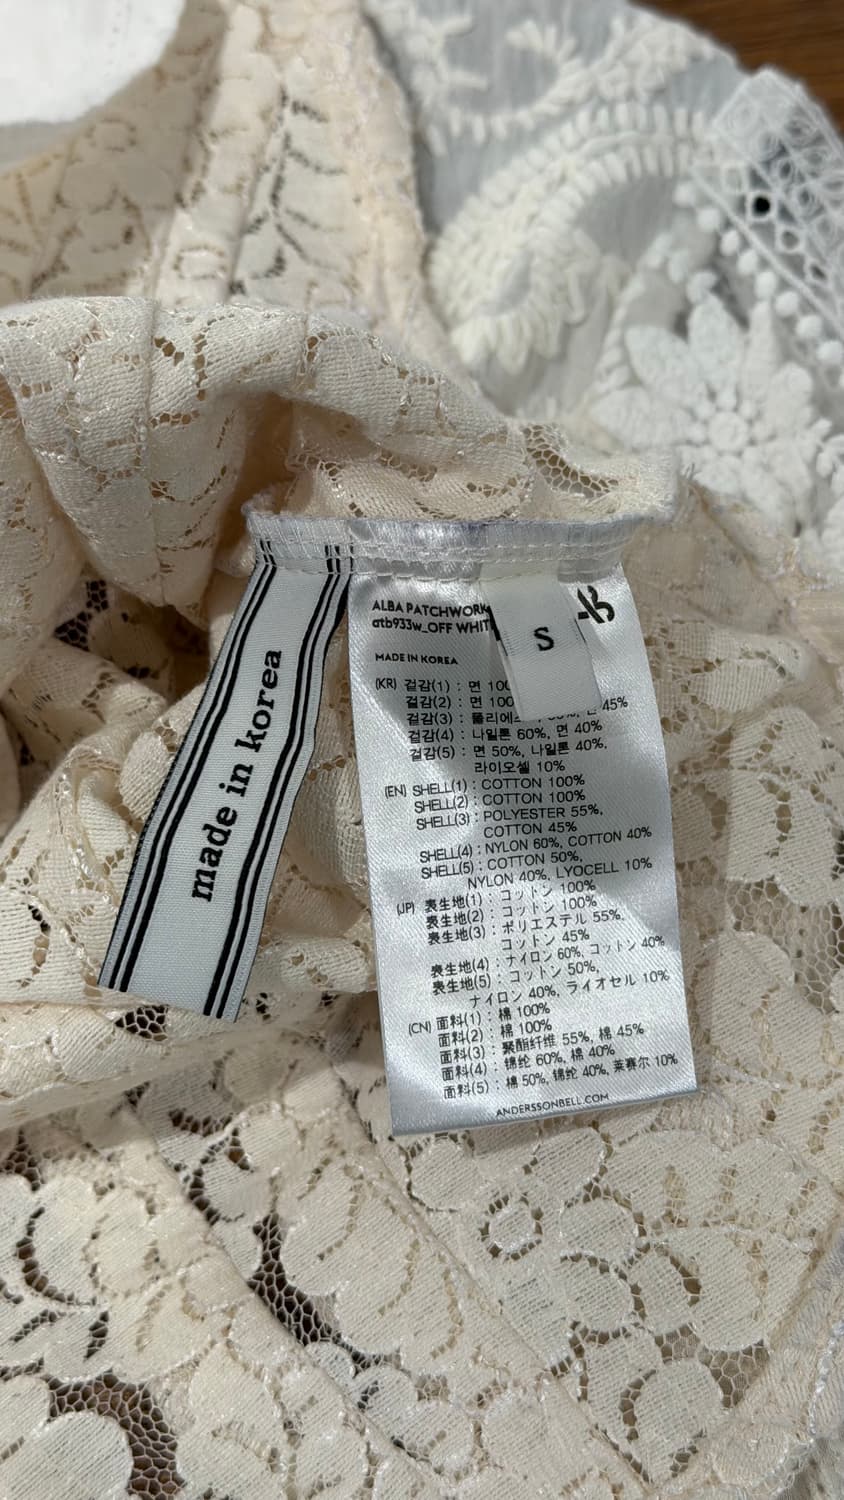 made in korea
ALBA PATCHWORK
atb933w_OFF WHIT
S
MADE IN KOREA
(KR) 겉감(1) : 면 100
겉감(2) : 면 100
겉감(3) : 폴리에스 45%
겉감(4) : 나일론 60%, 면 40%
겉감(5) : 면 50%, 나일론 40%,
라이오셀 10%
(EN) SHELL(1) : COTTON 100%
SHELL(2) : COTTON 100%
SHELL(3) : POLYESTER 55%,
COTTON 45%
SHELL(4) : NYLON 60%, COTTON 40%
SHELL(5) : COTTON 50%,
NYLON 40%, LYOCELL 10%
(JP) 表生地(1) : コットン 100%
表生地(2) : コットン 100%
表生地(3) : ポリエステル 55%,
コットン 45%
表生地(4) : ナイロン 60%, コットン 40%
表生地(5) : コットン 50%,
ナイロン 40%, ライオセル 10%
(CN) 面料(1) : 棉 100%
面料(2) : 棉 100%
面料(3) : 聚酯纤维 55%, 棉 45%
面料(4) : 锦纶 60%, 棉 40%
面料(5) : 棉 50%, 锦纶 40%, 莱赛尔 10%
ANDERSSONBELL.COM